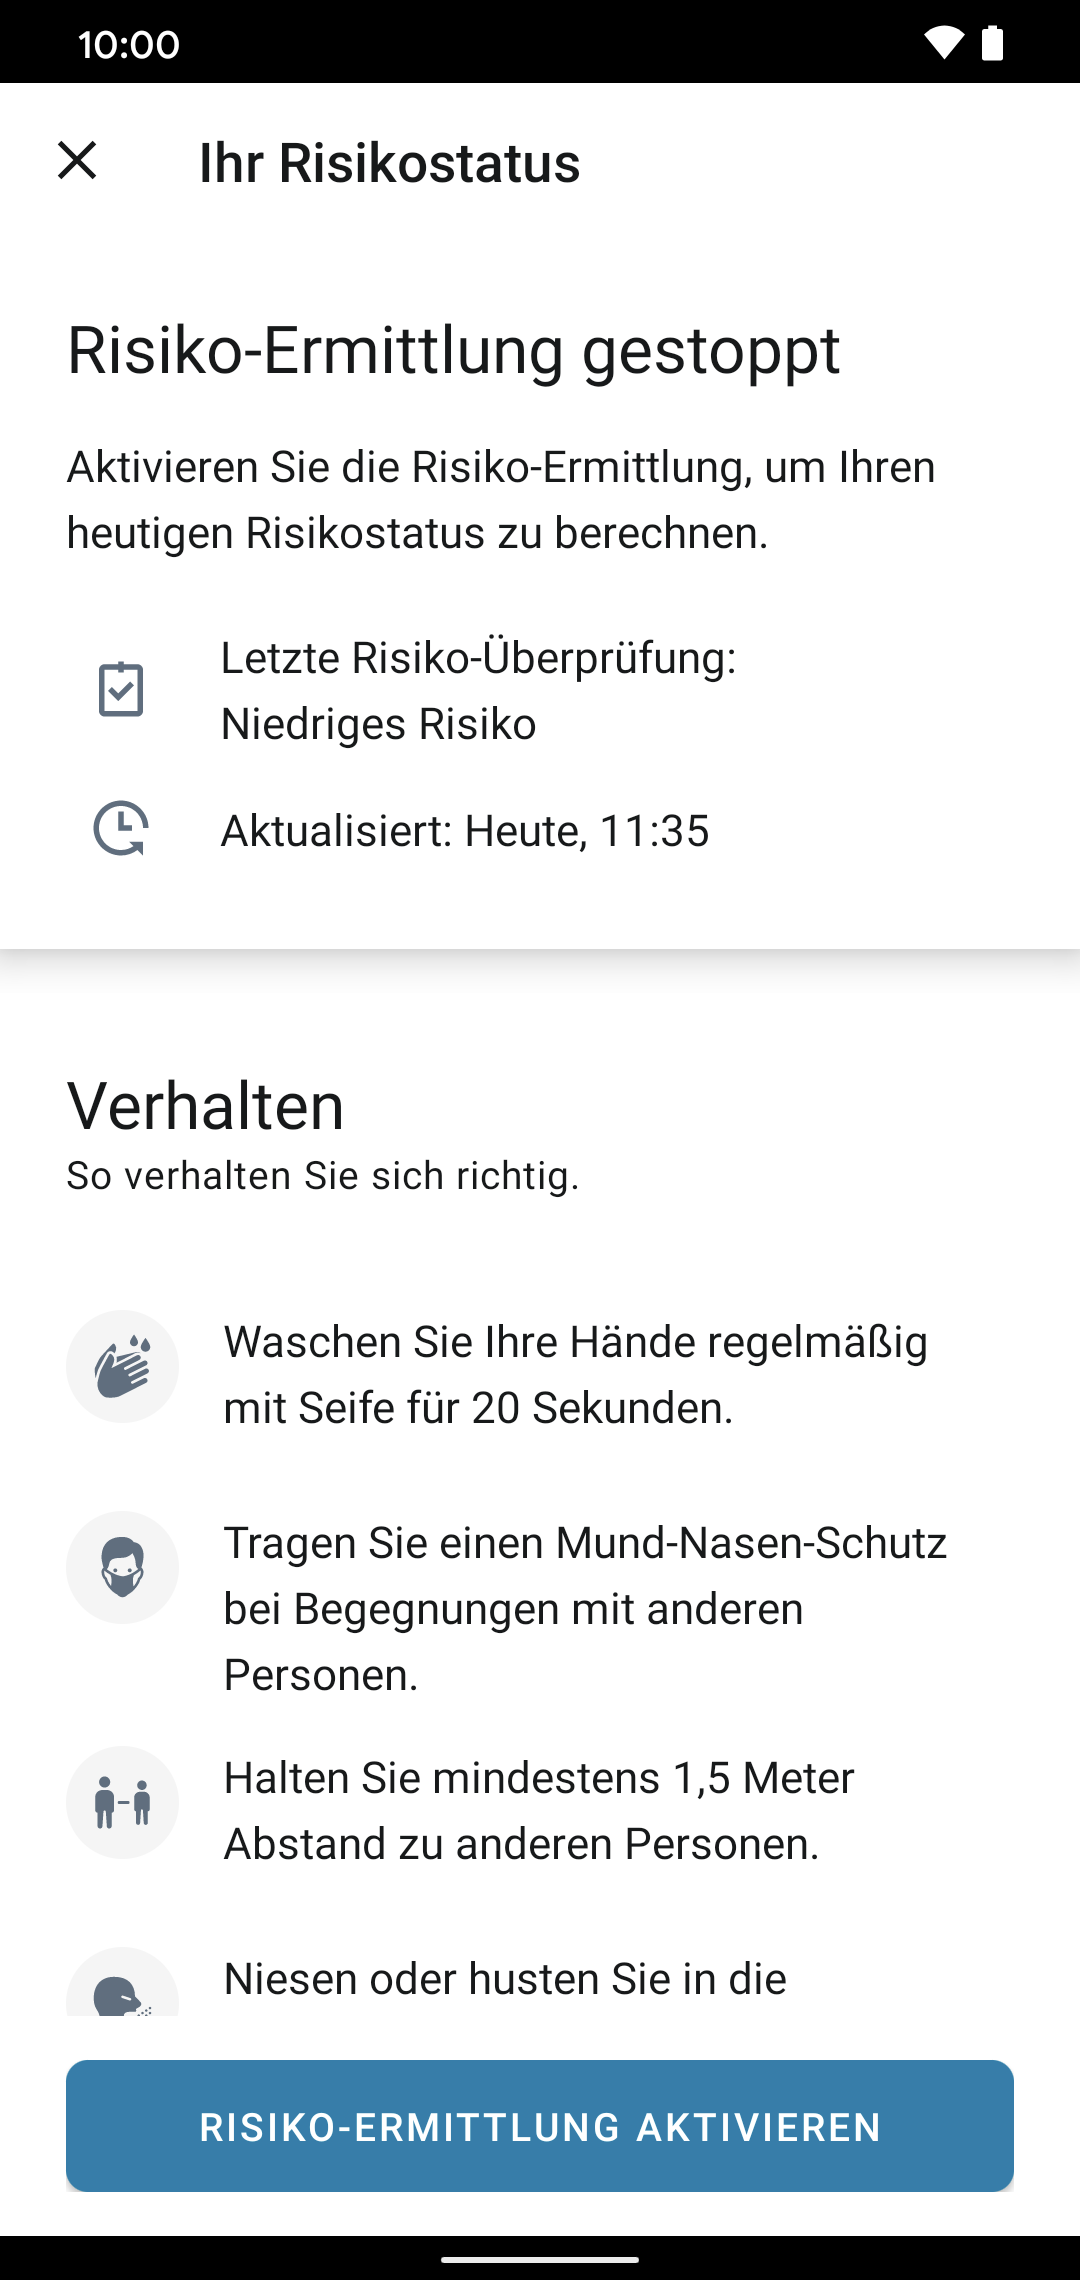 10:00
Ihr Risikostatus
Risiko-Ermittlung gestoppt
Aktivieren Sie die Risiko-Ermittlung, um Ihren
heutigen Risikostatus zu berechnen.
Letzte Risiko-Überprüfung:
Niedriges Risiko
Aktualisiert: Heute, 11:35
Verhalten
So verhalten Sie sich richtig.
Waschen Sie Ihre Hände regelmäßig
mit Seife für 20 Sekunden.
Tragen Sie einen Mund-Nasen-Schutz
bei Begegnungen mit anderen
Personen.
Halten Sie mindestens 1,5 Meter
Abstand zu anderen Personen.
Niesen oder husten Sie in die
RISIKO-ERMITTLUNG AKTIVIEREN